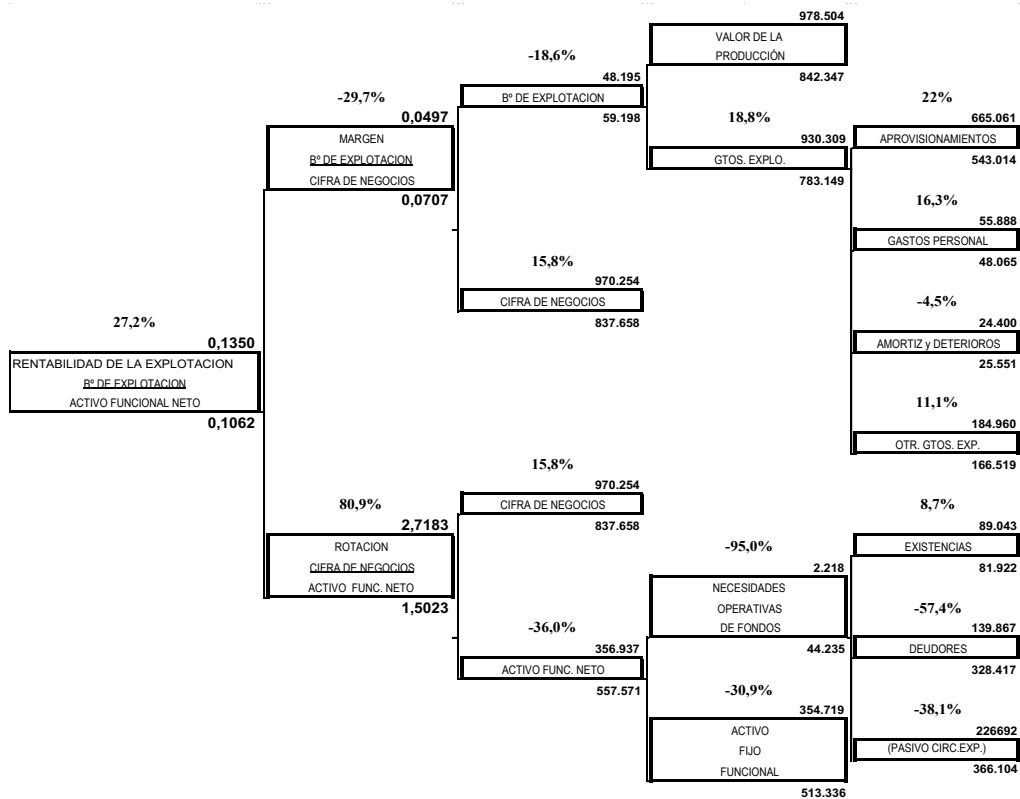 978.504
VALOR DE LA
PRODUCCIÓN
842.347
-18,6%
48.195
Bº DE EXPLOTACION
59.198
-29,7%
0,0497
MARGEN
Bº DE EXPLOTACION
CIFRA DE NEGOCIOS
0,0707
18,8%
930.309
GTOS. EXPLO.
783.149
22%
665.061
APROVISIONAMIENTOS
543.014
16,3%
55.888
GASTOS PERSONAL
48.065
15,8%
970.254
CIFRA DE NEGOCIOS
837.658
-4,5%
24.400
AMORTIZ y DETERIOROS
25.551
27,2%
0,1350
RENTABILIDAD DE LA EXPLOTACION
Bº DE EXPLOTACION
ACTIVO FUNCIONAL NETO
0,1062
11,1%
184.960
OTR. GTOS. EXP.
166.519
15,8%
970.254
CIFRA DE NEGOCIOS
837.658
80,9%
2,7183
ROTACION
CIFRA DE NEGOCIOS
ACTIVO FUNC. NETO
1,5023
8,7%
89.043
EXISTENCIAS
81.922
-95,0%
2.218
NECESIDADES
OPERATIVAS
DE FONDOS
44.235
-57,4%
139.867
DEUDORES
328.417
-36,0%
356.937
ACTIVO FUNC. NETO
557.571
-30,9%
354.719
ACTIVO
FIJO
FUNCIONAL
513.336
-38,1%
226692
(PASIVO CIRC.EXP.)
366.104